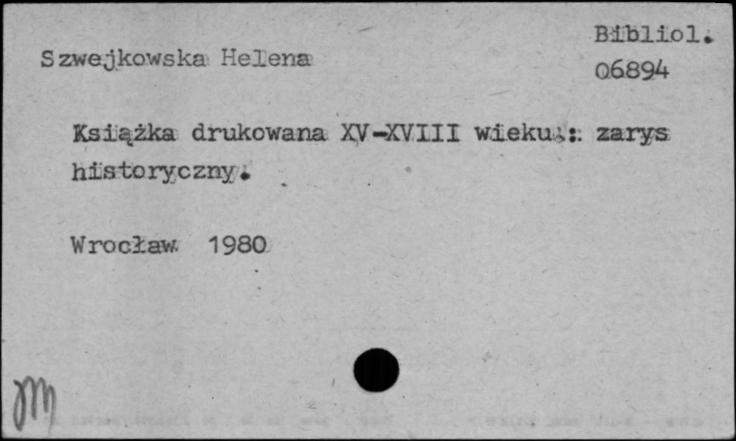 Bibliol.
Szwejkowska Helena
06894
Książka drukowana XV-XVIII wieku : zarys
historyczny.
Wrocław 1980